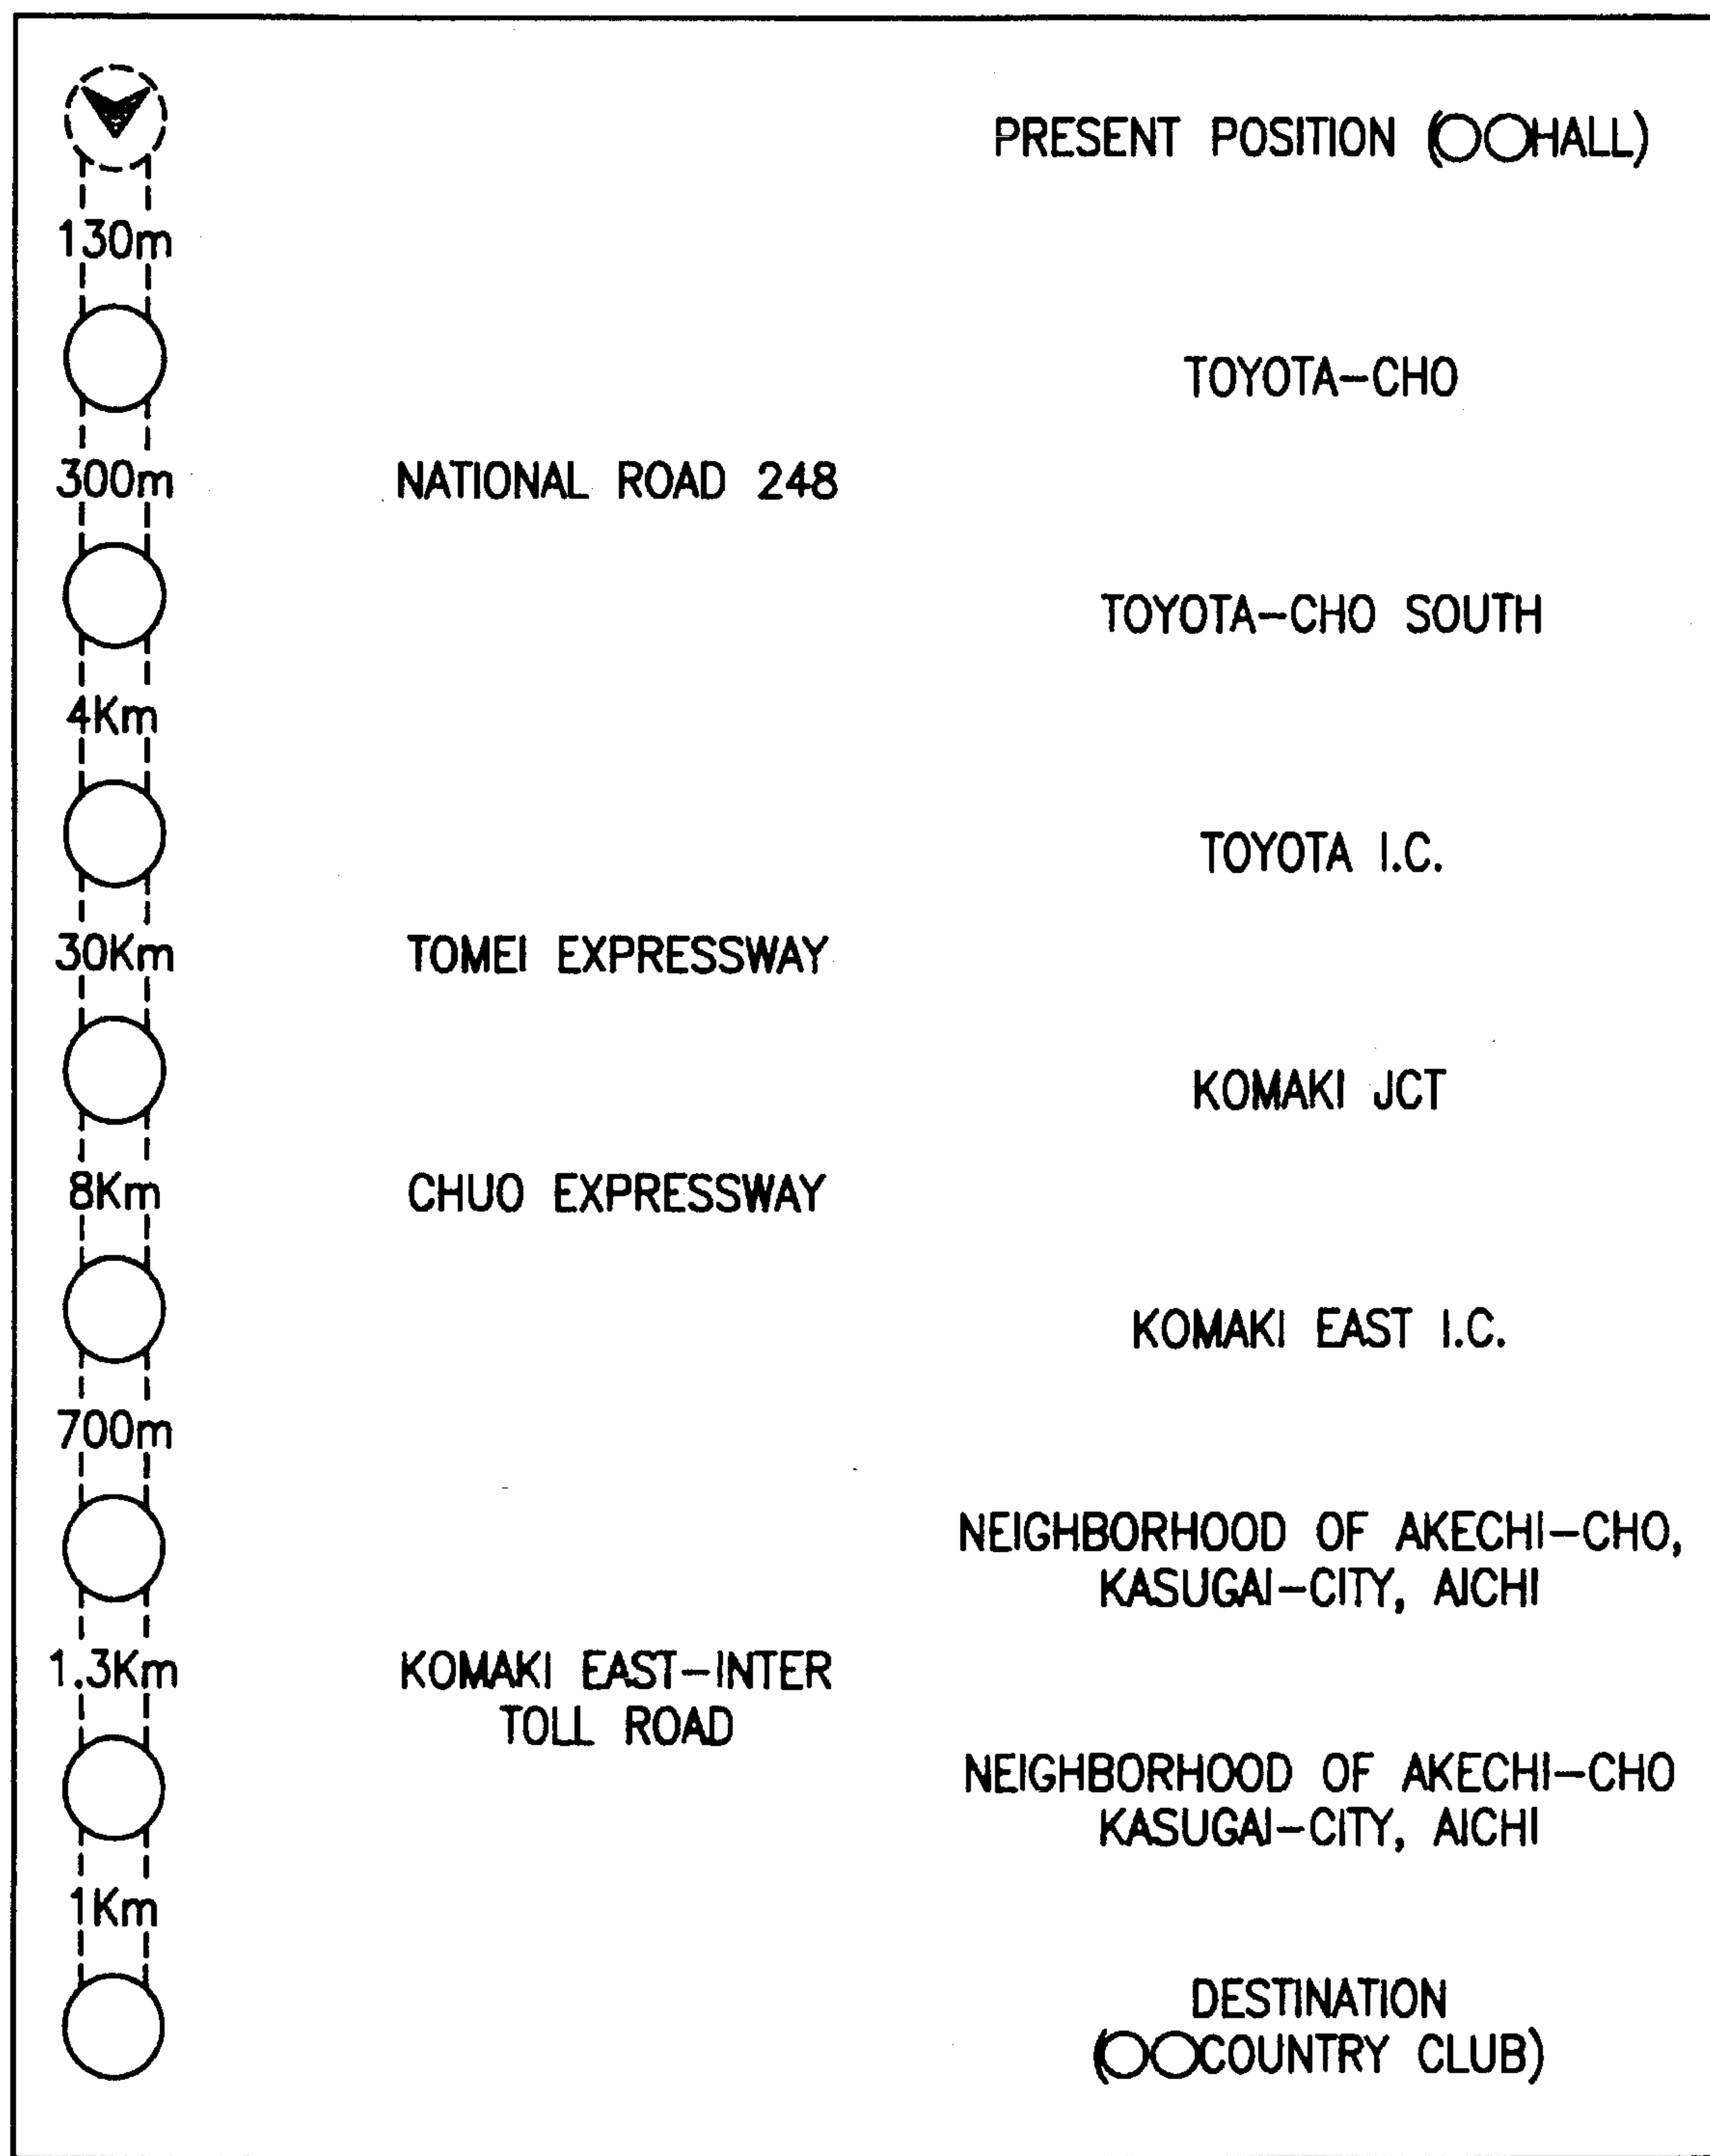 PRESENT POSITION (○○HALL)
130m
TOYOTA-CHO
300m NATIONAL ROAD 248
TOYOTA-CHO SOUTH
4Km
TOYOTA I.C.
30Km TOMEI EXPRESSWAY
KOMAKI JCT
8Km CHUO EXPRESSWAY
KOMAKI EAST I.C.
700m
NEIGHBORHOOD OF AKECHI-CHO,
KASUGAI-CITY, AICHI
1.3Km KOMAKI EAST-INTER
TOLL ROAD
NEIGHBORHOOD OF AKECHI-CHO
KASUGAI-CITY, AICHI
1Km
DESTINATION
(○○COUNTRY CLUB)